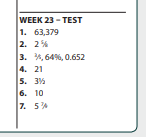 WEEK 23 – TEST
1. 63,379
2. 2 ⅝
3. ⅗, 64%, 0.652
4. 21
5. 3½
6. 10
7. 5 ⅞